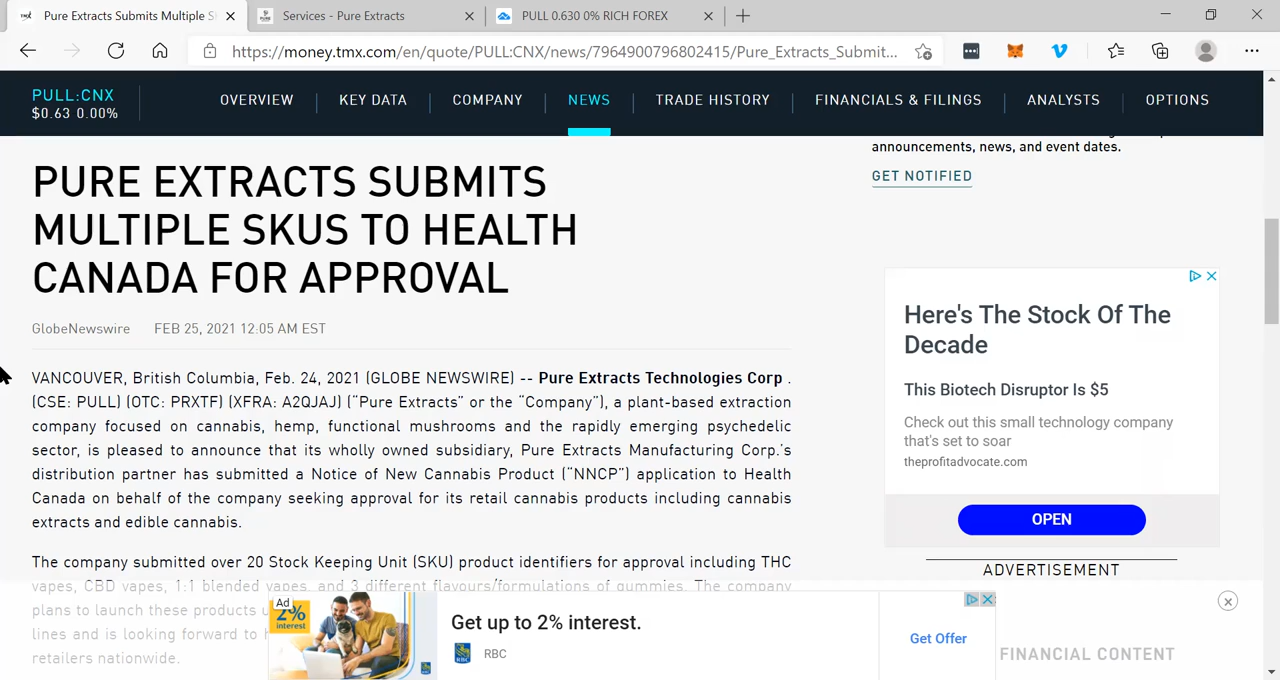 Pure Extracts Submits Multiple S
Services - Pure Extracts
PULL 0.630 0% RICH FOREX
https://money.tmx.com/en/quote/PULL:CNX/news/7964900796802415/Pure_Extracts_Submit...
PULL:CNX
$0.63 0.00%
OVERVIEW
KEY DATA
COMPANY
NEWS
TRADE HISTORY
FINANCIALS & FILINGS
ANALYSTS
OPTIONS
announcements, news, and event dates.
GET NOTIFIED
PURE EXTRACTS SUBMITS
MULTIPLE SKUS TO HEALTH
CANADA FOR APPROVAL
GlobeNewswire FEB 25, 2021 12:05 AM EST
VANCOUVER, British Columbia, Feb. 24, 2021 (GLOBE NEWSWIRE) -- Pure Extracts Technologies Corp .
(CSE: PULL) (OTC: PRXTF) (XFRA: A2QJAJ) (“Pure Extracts” or the “Company”), a plant-based extraction
company focused on cannabis, hemp, functional mushrooms and the rapidly emerging psychedelic
sector, is pleased to announce that its wholly owned subsidiary, Pure Extracts Manufacturing Corp.’s
distribution partner has submitted a Notice of New Cannabis Product (“NNCP”) application to Health
Canada on behalf of the company seeking approval for its retail cannabis products including cannabis
extracts and edible cannabis.
The company submitted over 20 Stock Keeping Unit (SKU) product identifiers for approval including THC
vapes, CBD vapes, 1:1 blended vapes, and 3 different flavours/formulations of gummies. The company
plans to launch these products
lines and is looking forward to
retailers nationwide.
Here's The Stock Of The
Decade
This Biotech Disruptor Is $5
Check out this small technology company
that's set to soar
theprofitadvocate.com
OPEN
ADVERTISEMENT
Ad
2%
interest
Get up to 2% interest.
RBC
Get Offer
FINANCIAL CONTENT